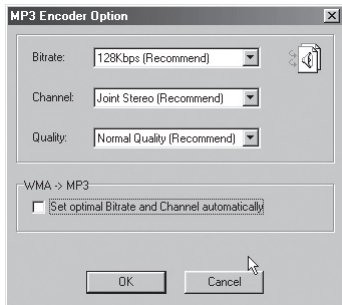 MP3 Encoder Option
Bitrate: 128Kbps (Recommend)
Channel: Joint Stereo (Recommend)
Quality: Normal Quality (Recommend)
WMA -> MP3
Set optimal Bitrate and Channel automatically
OK Cancel